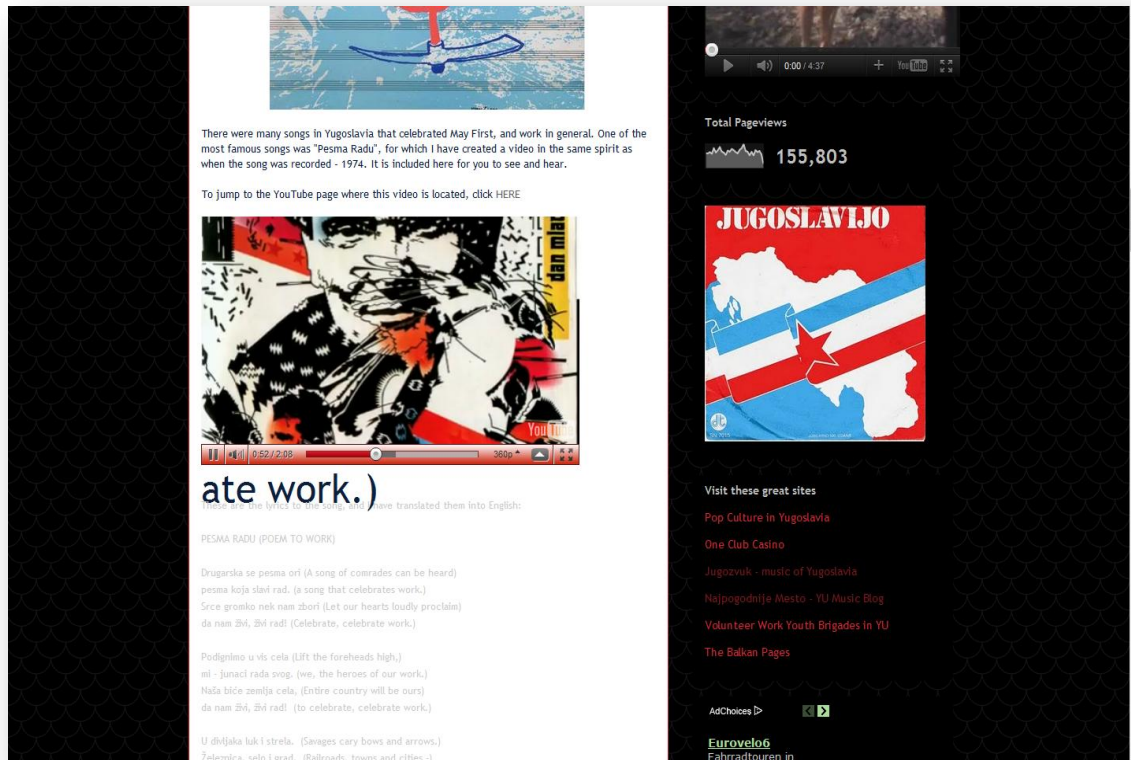 There were many songs in Yugoslavia that celebrated May First, and work in general. One of the
most famous songs was "Pesma Radu", for which I have created a video in the same spirit as
when the song was recorded - 1974. It is included here for you to see and hear.
To jump to the YouTube page where this video is located, click HERE
dan mla
YouTube
0:52 / 2:08
360p
ate work.)
These are the lyrics to the song, and I have translated them into English:
PESMA RADU (POEM TO WORK)
Drugarska se pesma ori (A song of comrades can be heard)
pesma koja slavi rad. (a song that celebrates work.)
Srce gromko nek nam zbori (Let our hearts loudly proclaim)
da nam živi, živi rad! (Celebrate, celebrate work.)
Podignimo u vis cela (Lift the foreheads high,)
mi - junaci rada svog. (we, the heroes of our work.)
Naša biće zemlja cela, (Entire country will be ours)
da nam živi, živi rad! (to celebrate, celebrate work.)
U divljaka luk i strela. (Savages cary bows and arrows.)
Železnica, selo i grad. (Railroads, towns and cities -)
0:00 / 4:37
YouTube
Total Pageviews
155,803
JUGOSLAVIJO
Visit these great sites
Pop Culture in Yugoslavia
One Club Casino
Jugozvuk - music of Yugoslavia
Najpogodnije Mesto - YU Music Blog
Volunteer Work Youth Brigades in YU
The Balkan Pages
AdChoices
Eurovelo6
Fahrradtouren in